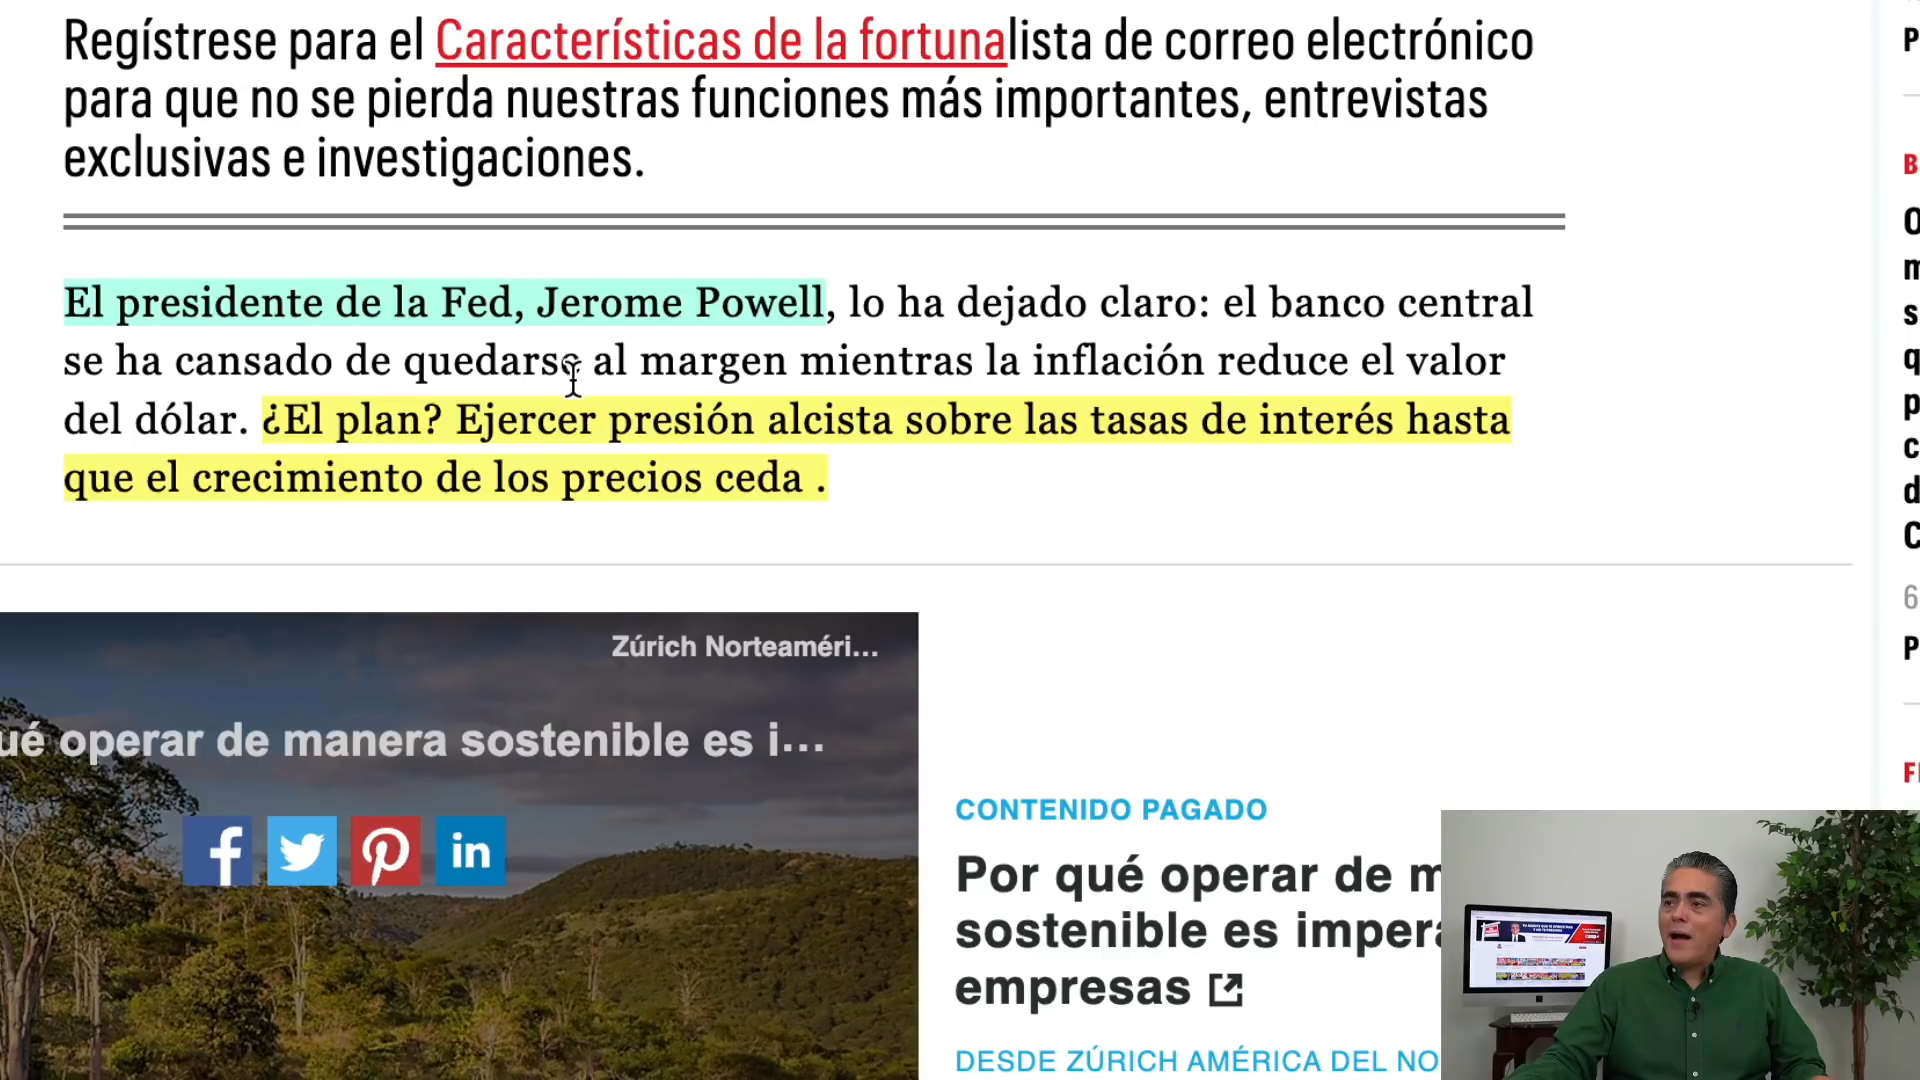 Regístrese para el Características de la fortunalista de correo electrónico
para que no se pierda nuestras funciones más importantes, entrevistas
exclusivas e investigaciones.
El presidente de la Fed, Jerome Powell, lo ha dejado claro: el banco central
se ha cansado de quedarse al margen mientras la inflación reduce el valor
del dólar. ¿El plan? Ejercer presión alcista sobre las tasas de interés hasta
que el crecimiento de los precios ceda .
Zúrich Norteaméri...
ué operar de manera sostenible es i...
f
in
CONTENIDO PAGADO
Por qué operar de m
sostenible es impera
empresas
DESDE ZÚRICH AMÉRICA DEL NO
P
B
O
m
s
q
p
c
d
C
6
P